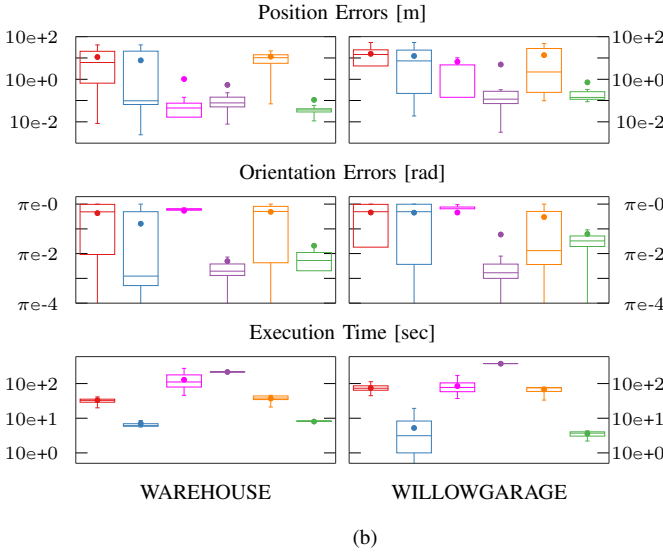 Position Errors [m]
10e+2 10e+2
10e+0 10e+0
10e-2 10e-2
Orientation Errors [rad]
πe-0 πe-0
πe-2 πe-2
πe-4 πe-4
Execution Time [sec]
10e+2 10e+2
10e+1 10e+1
10e+0 10e+0
WAREHOUSE WILLOWGARAGE
(b)